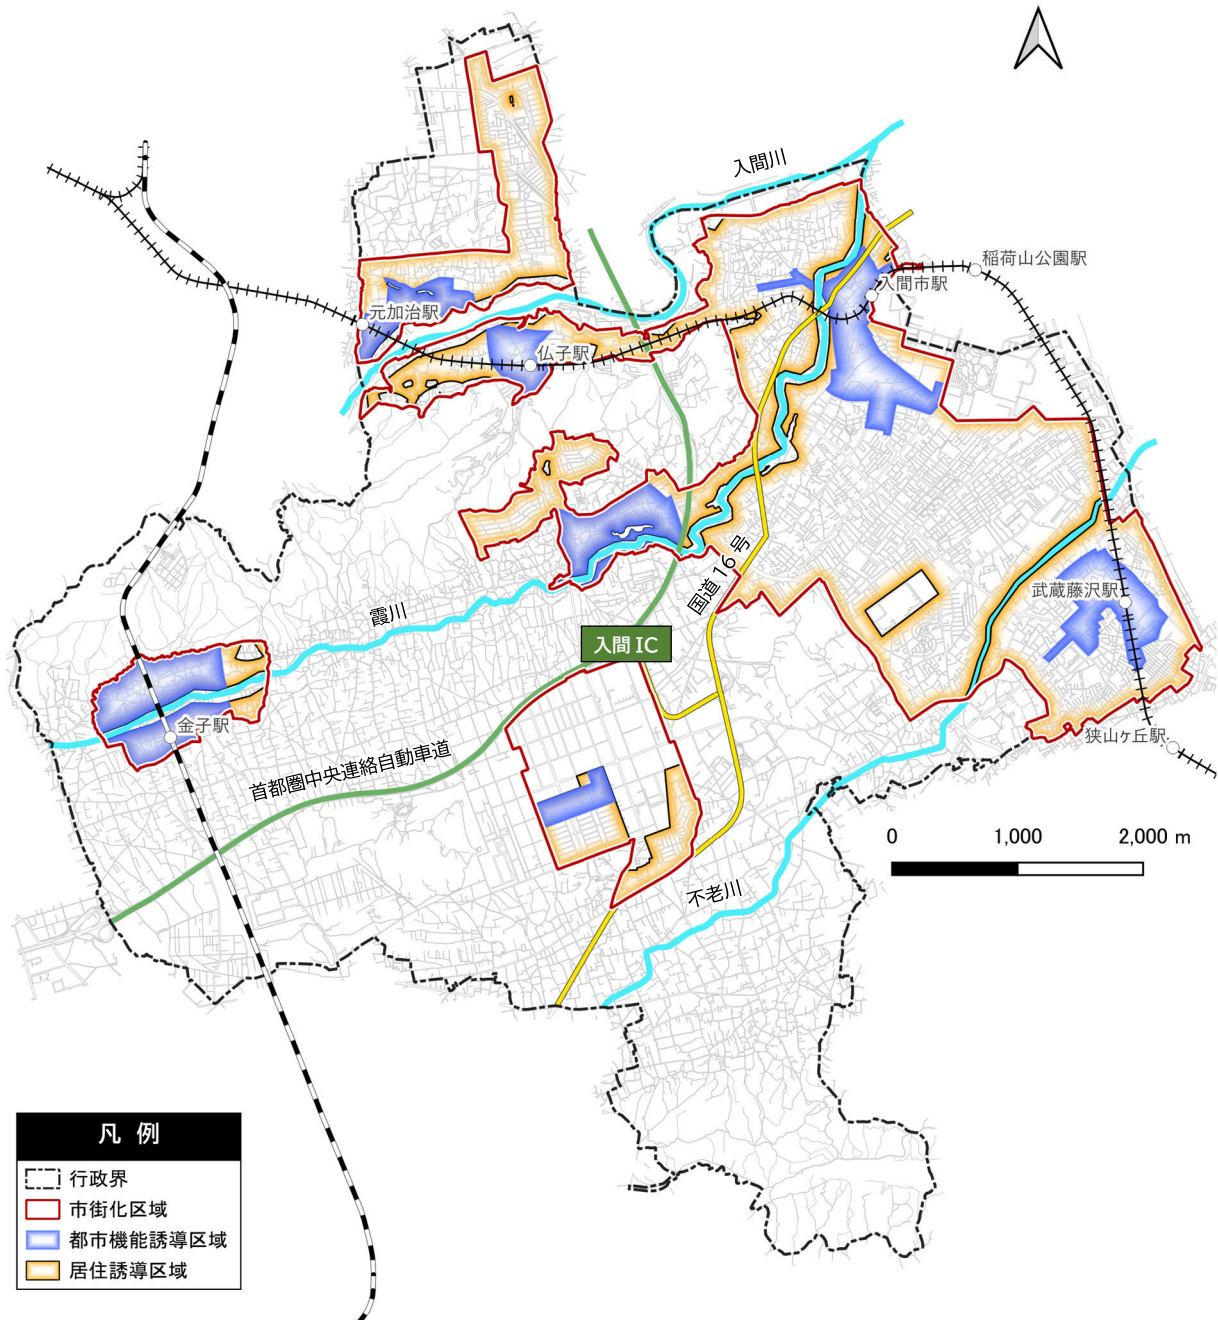 入間川
稲荷山公園駅
入間市駅
元加治駅
仏子駅
国道16号
武蔵藤沢駅
霞川
入間 IC
金子駅
狭山ヶ丘駅
首都圏中央連絡自動車道
0 1,000 2,000 m
不老川
凡 例
行政界
市街化区域
都市機能誘導区域
居住誘導区域